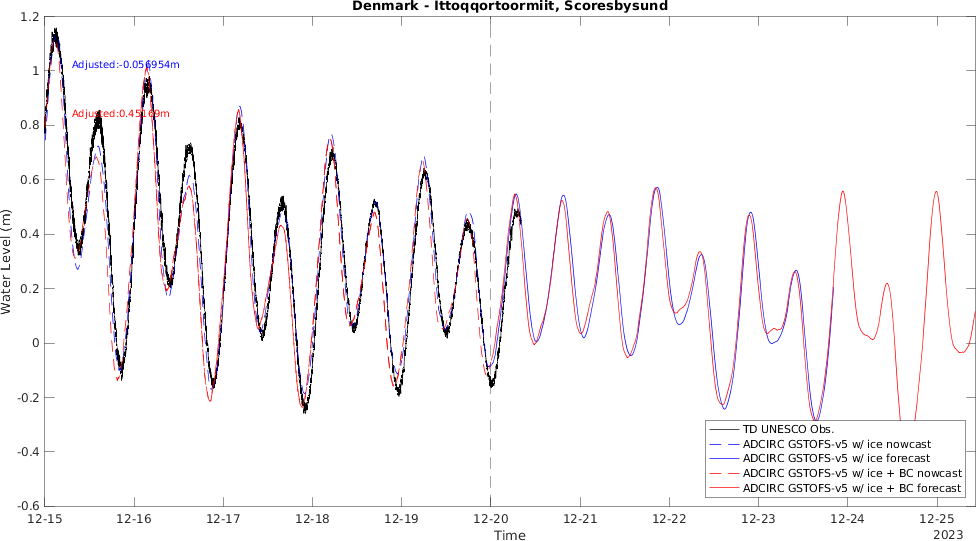 Denmark - Ittoqqortoormiit, Scoresbysund
1.2
1
0.8
0.6
0.4
0.2
0
-0.2
-0.4
-0.6
Water Level (m)
Adjusted:-0.056954m
Adjusted:0.45169m
TD UNESCO Obs.
ADCIRC GSTOFS-v5 w/ ice nowcast
ADCIRC GSTOFS-v5 w/ ice forecast
ADCIRC GSTOFS-v5 w/ ice + BC nowcast
ADCIRC GSTOFS-v5 w/ ice + BC forecast
12-15 12-16 12-17 12-18 12-19 12-20 12-21 12-22 12-23 12-24 12-25
Time
2023